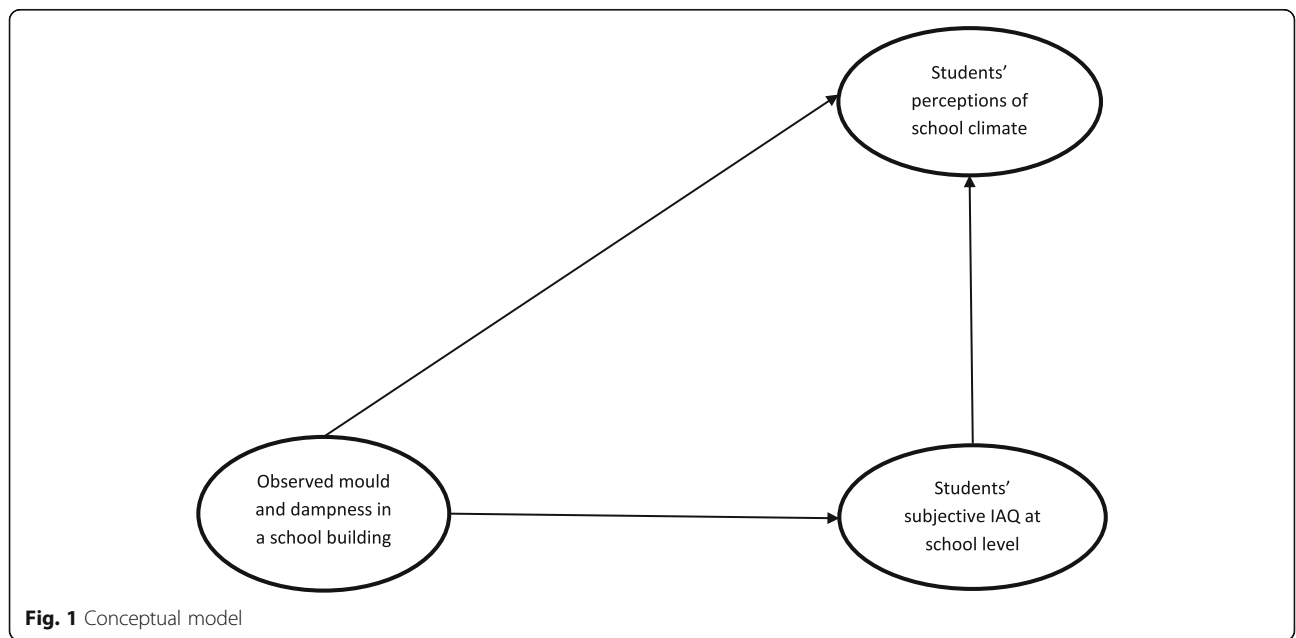 Students’
perceptions of
school climate
Observed mould
and dampness in
a school building
Students’
subjective IAQ at
school level
Fig. 1 Conceptual model